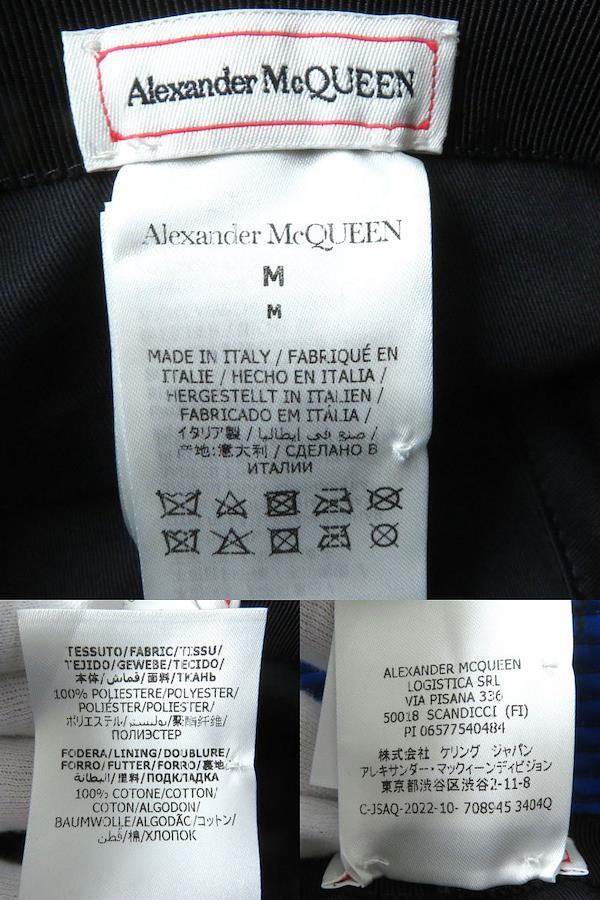 Alexander McQUEEN
Alexander McQUEEN
M
M
MADE IN ITALY / FABRIQUÉ EN
ITALIE / HECHO EN ITALIA /
HERGESTELLT IN ITALIEN /
FABRICADO EM ITÁLIA /
イタリア製 / صنع في إيطاليا /
产地:意大利 / СДЕЛАНО В
ИТАЛИИ
TESSUTO/FABRIC/TISSU/
TEJIDO/GEWEBE/TECIDO/
本体/قماش/面料/ТКАНЬ
100% POLIESTERE/POLYESTER/
POLIÉSTER/POLIESTER/
ポリエステル/بوليستر/聚酯纤维/
ПОЛИЭСТЕР
FODERA/LINING/DOUBLURE/
FORRO/FUTTER/FORRO/裏地/
البطانة/里料/ПОДКЛАДКА
100% COTONE/COTTON/
COTON/ALGODON/
BAUMWOLLE/ALGODÃO/コットン/
قطن/棉/ХЛОПОК
ALEXANDER MCQUEEN
LOGISTICA SRL
VIA PISANA 336
50018 SCANDICCI (FI)
PI 06577540484
株式会社 ケリング ジャパン
アレキサンダー・マックィーンディビジョン
東京都渋谷区渋谷2-11-8
C-JSAQ-2022-10- 708945 3404Q